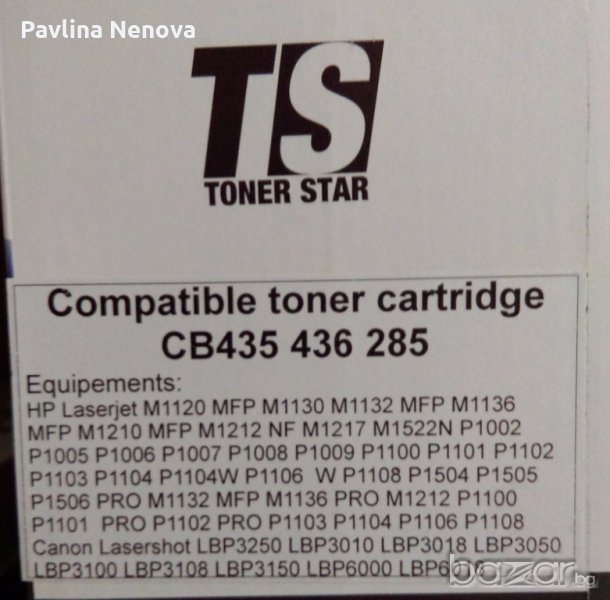 Pavlina Nenova
TS
TONER STAR
Compatible toner cartridge
CB435 436 285
Equipements:
HP Laserjet M1120 MFP M1130 M1132 MFP M1136
MFP M1210 MFP M1212 NF M1217 M1522N P1002
P1005 P1006 P1007 P1008 P1009 P1100 P1101 P1102
P1103 P1104 P1104W P1106 W P1108 P1504 P1505
P1506 PRO M1132 MFP M1136 PRO M1212 P1100
P1101 PRO P1102 PRO P1103 P1104 P1106 P1108
Canon Lasershot LBP3250 LBP3010 LBP3018 LBP3050
LBP3100 LBP3108 LBP3150 LBP6000
bazar.bg